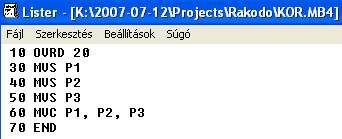 Lister - [K:\2007-07-12\Projects\Rakodo\KOR.MB4]
Fájl Szerkesztés Beállítások Súgó
10 OVRD 20
30 MVS P1
40 MVS P2
50 MVS P3
60 MVC P1, P2, P3
70 END